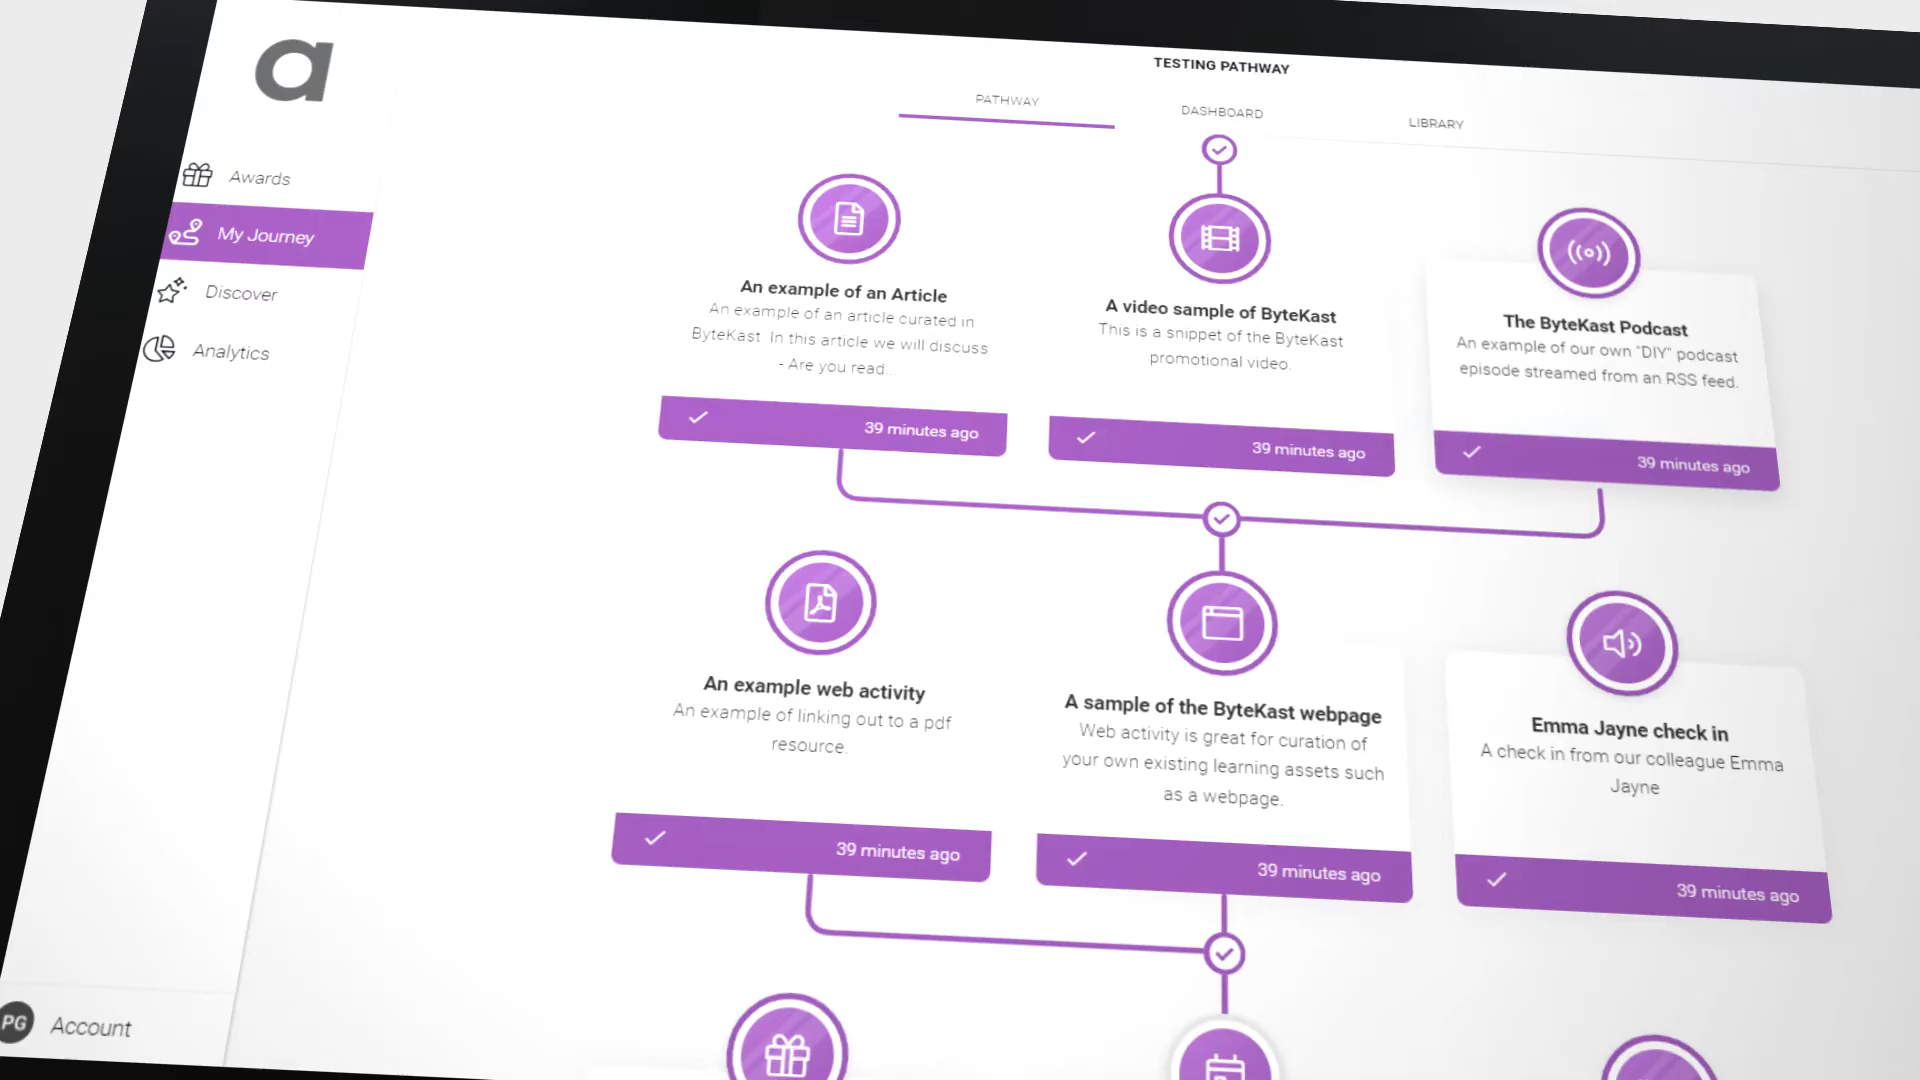 a
TESTING PATHWAY
PATHWAY
DASHBOARD
LIBRARY
Awards
My Journey
Discover
Analytics
An example of an Article
An example of an article curated in
ByteKast In this article we will discuss
- Are you read...
39 minutes ago
A video sample of ByteKast
This is a snippet of the ByteKast
promotional video.
39 minutes ago
The ByteKast Podcast
An example of our own "DIY" podcast
episode streamed from an RSS feed.
39 minutes ago
An example web activity
An example of linking out to a pdf
resource.
39 minutes ago
A sample of the ByteKast webpage
Web activity is great for curation of
your own existing learning assets such
as a webpage.
39 minutes ago
Emma Jayne check in
A check in from our colleague Emma
Jayne
39 minutes ago
PG
Account